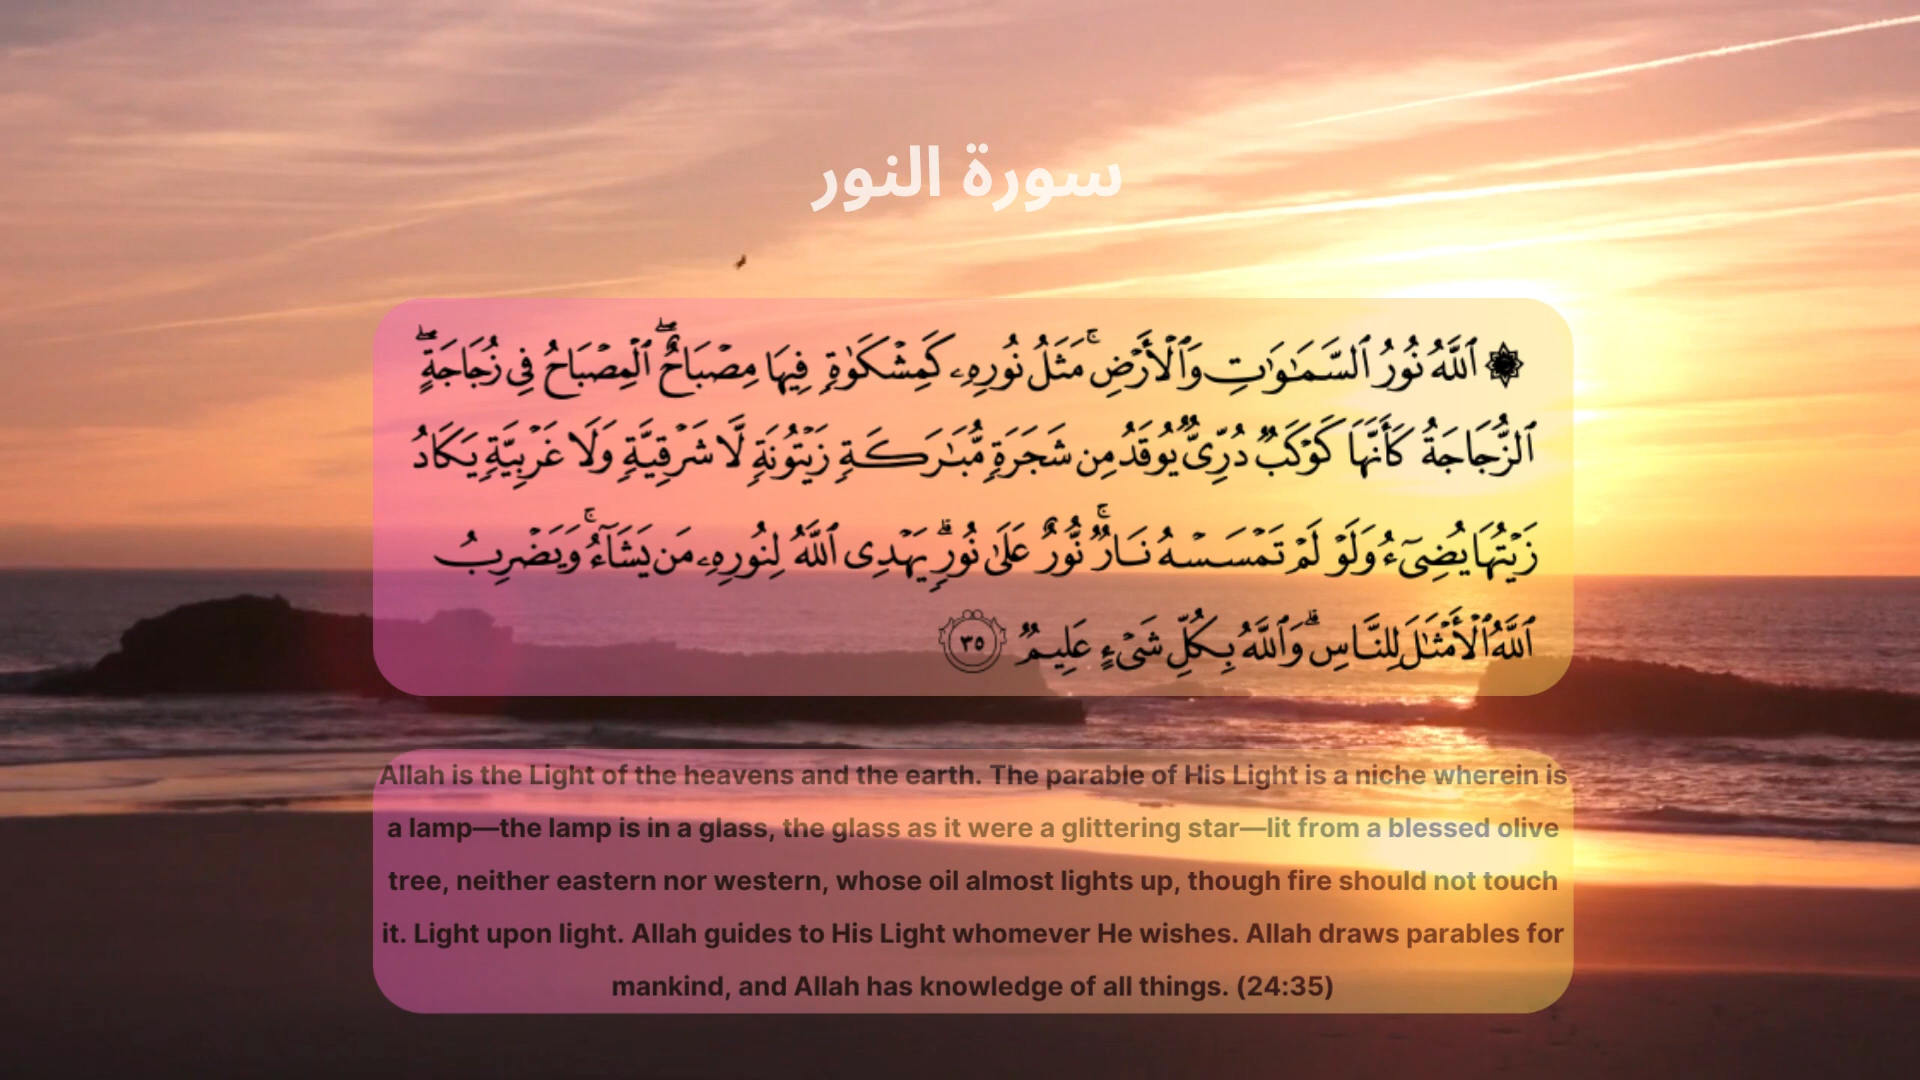 سورة النور
۞ ٱللَّهُ نُورُ ٱلسَّمَـٰوَٰتِ وَٱلْأَرْضِ ۚ مَثَلُ نُورِهِۦ كَمِشْكَوٰةٍ فِيهَا مِصْبَاحٌ ۖ ٱلْمِصْبَاحُ فِى زُجَاجَةٍ ۖ
ٱلزُّجَاجَةُ كَأَنَّهَا كَوْكَبٌ دُرِّىٌّ يُوقَدُ مِن شَجَرَةٍ مُّبَـٰرَكَةٍ زَيْتُونَةٍ لَّا شَرْقِيَّةٍ وَلَا غَرْبِيَّةٍ يَكَادُ
زَيْتُهَا يُضِىٓءُ وَلَوْ لَمْ تَمْسَسْهُ نَارٌ ۚ نُّورٌ عَلَىٰ نُورٍ ۗ يَهْدِى ٱللَّهُ لِنُورِهِۦ مَن يَشَآءُ ۚ وَيَضْرِبُ
ٱللَّهُ ٱلْأَمْثَـٰلَ لِلنَّاسِ ۗ وَٱللَّهُ بِكُلِّ شَىْءٍ عَلِيمٌ ٣٥
Allah is the Light of the heavens and the earth. The parable of His Light is a niche wherein is
a lamp—the lamp is in a glass, the glass as it were a glittering star—lit from a blessed olive
tree, neither eastern nor western, whose oil almost lights up, though fire should not touch
it. Light upon light. Allah guides to His Light whomever He wishes. Allah draws parables for
mankind, and Allah has knowledge of all things. (24:35)